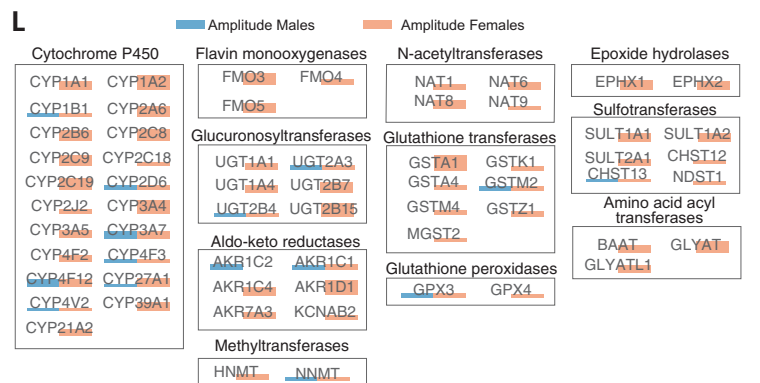 L
Amplitude Males Amplitude Females
Cytochrome P450
CYP1A1 CYP1A2
CYP1B1 CYP2A6
CYP2B6 CYP2C8
CYP2C9 CYP2C18
CYP2C19 CYP2D6
CYP2J2 CYP3A4
CYP3A5 CYP3A7
CYP4F2 CYP4F3
CYP4F12 CYP27A1
CYP4V2 CYP39A1
CYP21A2
Flavin monooxygenases
FMO3 FMO4
FMO5
Glucuronosyltransferases
UGT1A1 UGT2A3
UGT1A4 UGT2B7
UGT2B4 UGT2B15
Aldo-keto reductases
AKR1C2 AKR1C1
AKR1C4 AKR1D1
AKR7A3 KCNAB2
Methyltransferases
HNMT NNMT
N-acetyltransferases
NAT1 NAT6
NAT8 NAT9
Glutathione transferases
GSTA1 GSTK1
GSTA4 GSTM2
GSTM4 GSTZ1
MGST2
Glutathione peroxidases
GPX3 GPX4
Epoxide hydrolases
EPHX1 EPHX2
Sulfotransferases
SULT1A1 SULT1A2
SULT2A1 CHST12
CHST13 NDST1
Amino acid acyl
transferases
BAAT GLYAT
GLYATL1